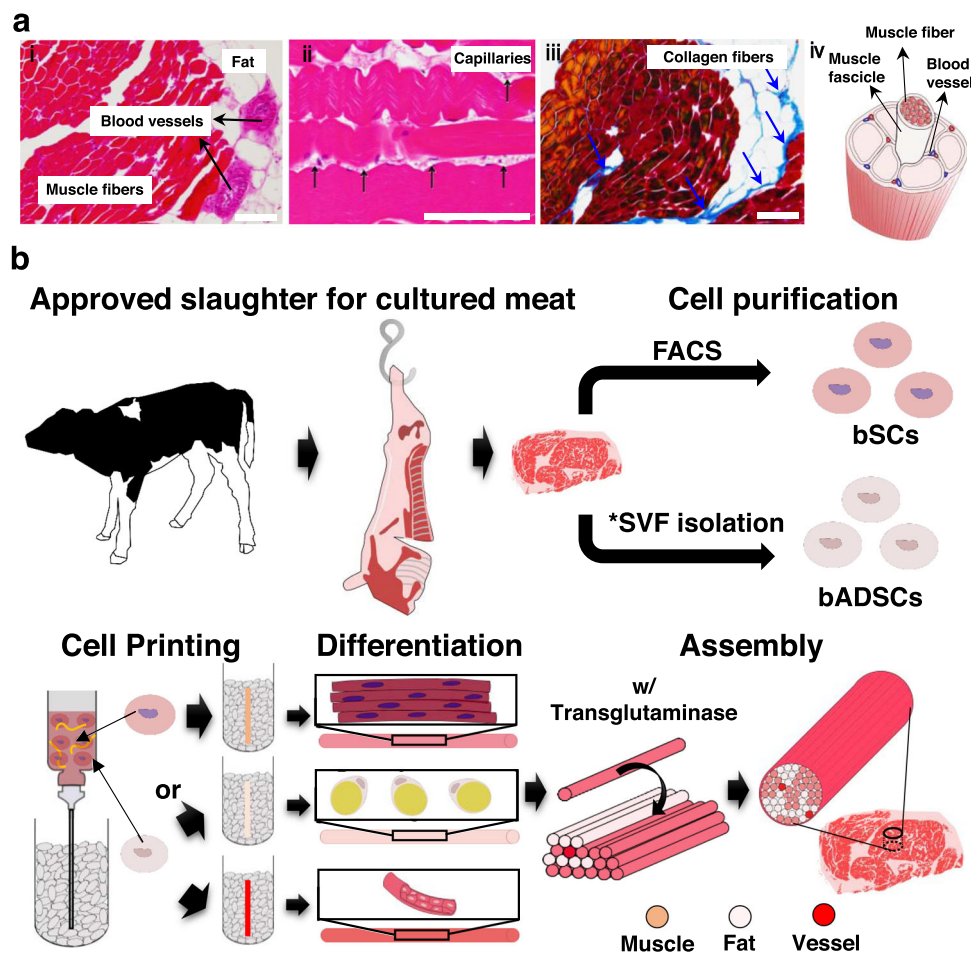 a
i
Fat
Blood vessels
Muscle fibers
ii
Capillaries
iii
Collagen fibers
iv
Muscle fiber
Muscle
fascicle
Blood
vessel
b
Approved slaughter for cultured meat
Cell purification
FACS
bSCs
*SVF isolation
bADSCs
Cell Printing
Differentiation
Assembly
or
w/
Transglutaminase
Muscle
Fat
Vessel